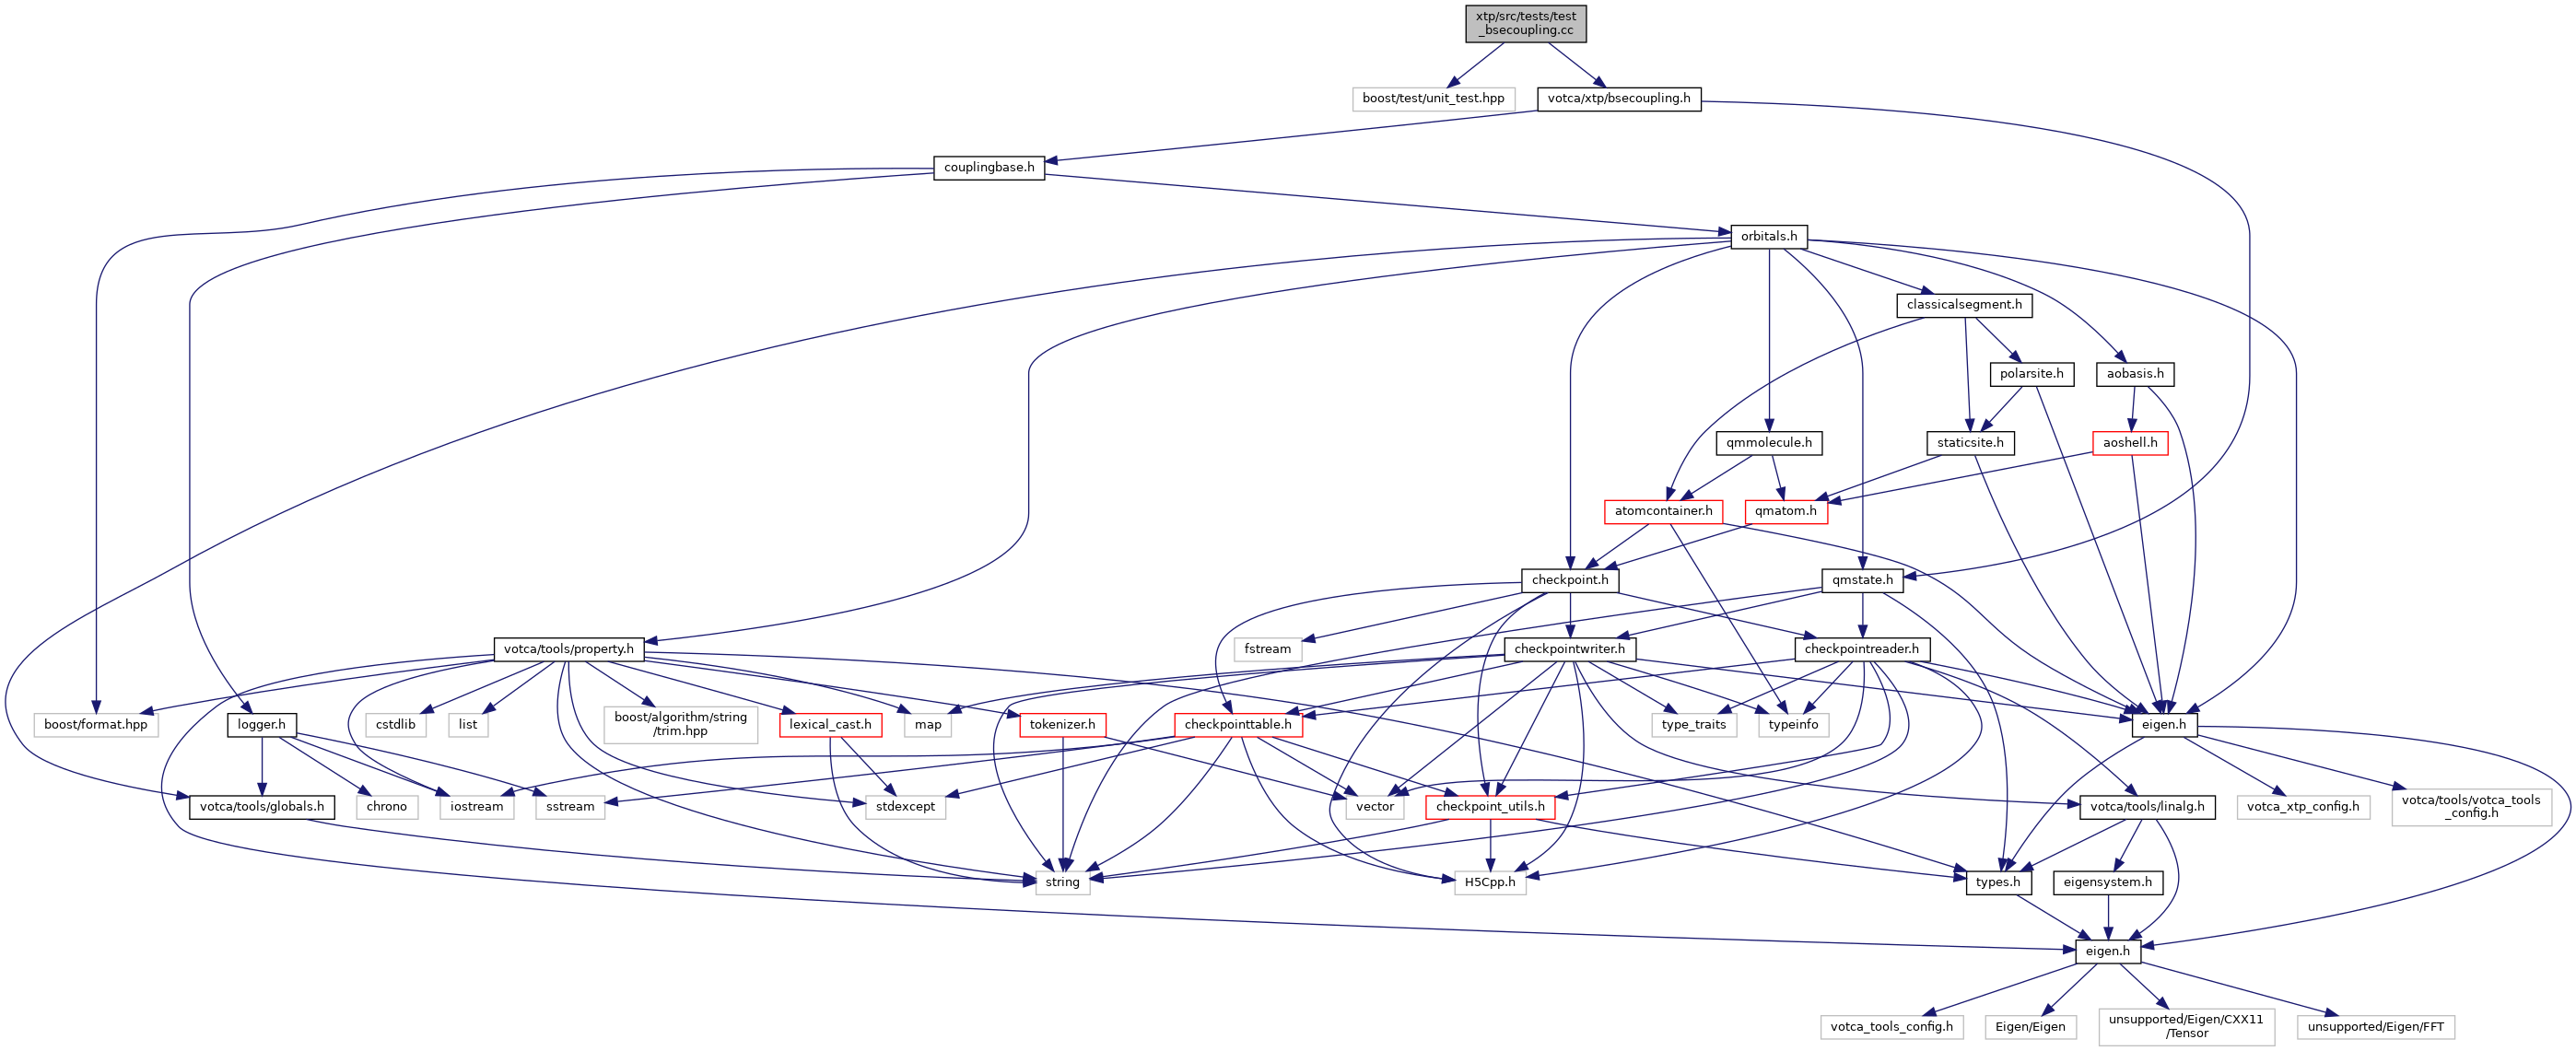 xtp/src/tests/test
_bsecoupling.cc
boost/test/unit_test.hpp
votca/xtp/bsecoupling.h
couplingbase.h
orbitals.h
classicalsegment.h
polarsite.h
aobasis.h
qmmolecule.h
staticsite.h
aoshell.h
atomcontainer.h
qmatom.h
checkpoint.h
qmstate.h
votca/tools/property.h
fstream
checkpointwriter.h
checkpointreader.h
boost/format.hpp
logger.h
cstdlib
list
boost/algorithm/string
/trim.hpp
lexical_cast.h
map
tokenizer.h
checkpointtable.h
type_traits
typeinfo
eigen.h
votca/tools/globals.h
chrono
iostream
sstream
stdexcept
vector
checkpoint_utils.h
votca/tools/linalg.h
votca_xtp_config.h
votca/tools/votca_tools
_config.h
string
H5Cpp.h
types.h
eigensystem.h
eigen.h
votca_tools_config.h
Eigen/Eigen
unsupported/Eigen/CXX11
/Tensor
unsupported/Eigen/FFT